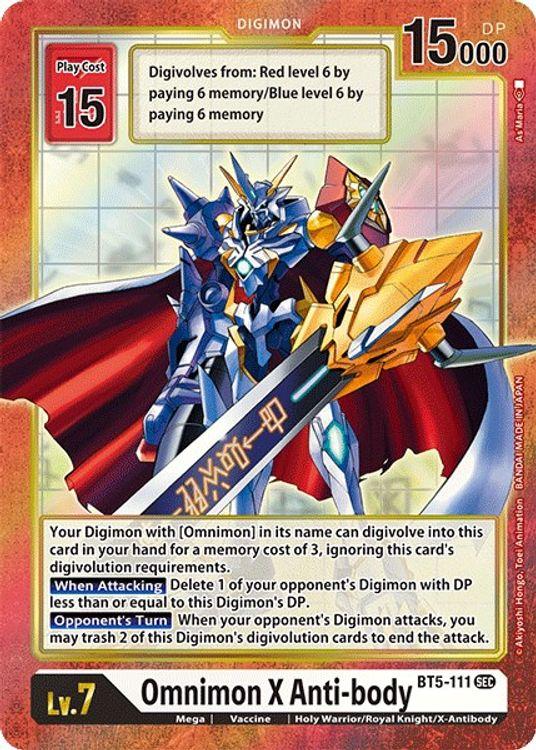 DIGIMON
Play Cost
15
Digivolves from: Red level 6 by
paying 6 memory/Blue level 6 by
paying 6 memory
DP
15000
As'Maria
Your Digimon with [Omnimon] in its name can digivolve into this
card in your hand for a memory cost of 3, ignoring this card's
digivolution requirements.
When Attacking Delete 1 of your opponent's Digimon with DP
less than or equal to this Digimon's DP.
Opponent's Turn When your opponent's Digimon attacks, you
may trash 2 of this Digimon's digivolution cards to end the attack.
© Akiyoshi Hongo, Toei Animation BANDAI MADE IN JAPAN
Lv.7
Omnimon X Anti-body
BT5-111 SEC
Mega | Vaccine | Holy Warrior/Royal Knight/X-Antibody